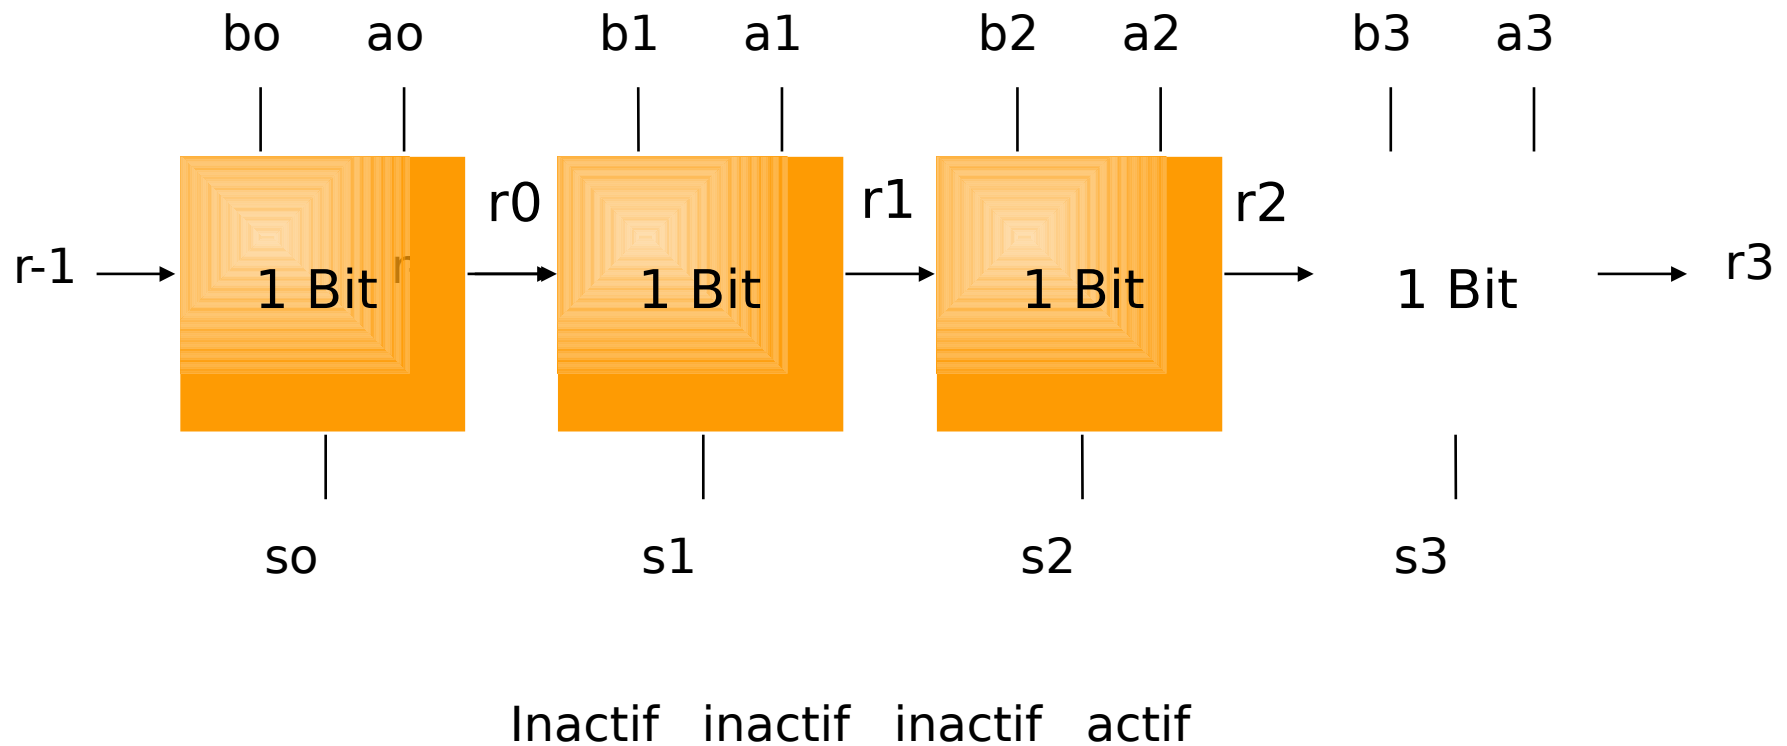 bo ao b1 a1 b2 a2 b3 a3
r0 r1 r2
r-1 1 Bit 1 Bit 1 Bit 1 Bit r3
so s1 s2 s3
Inactif inactif inactif actif